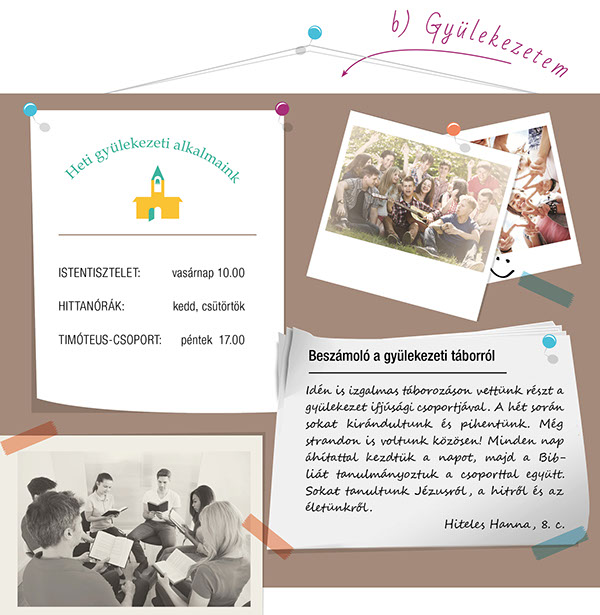 b) Gyülekezetem
Heti gyülekezeti alkalmaink
ISTENTISZTELET: vasárnap 10.00
HITTANÓRÁK: kedd, csütörtök
TIMÓTEUS-CSOPORT: péntek 17.00
Beszámoló a gyülekezeti táborról
Idén is izgalmas táborozáson vettünk részt a
gyülekezet ifjúsági csoportjával. A hét során
sokat kirándultunk és pihentünk. Még
strandon is voltunk közösen! Minden nap
áhítattal kezdtük a napot, majd a Bib-
liát tanulmányoztuk a csoporttal együtt.
Sokat tanultunk Jézusról, a hitről és az
életünkről.
Hiteles Hanna, 8. c.